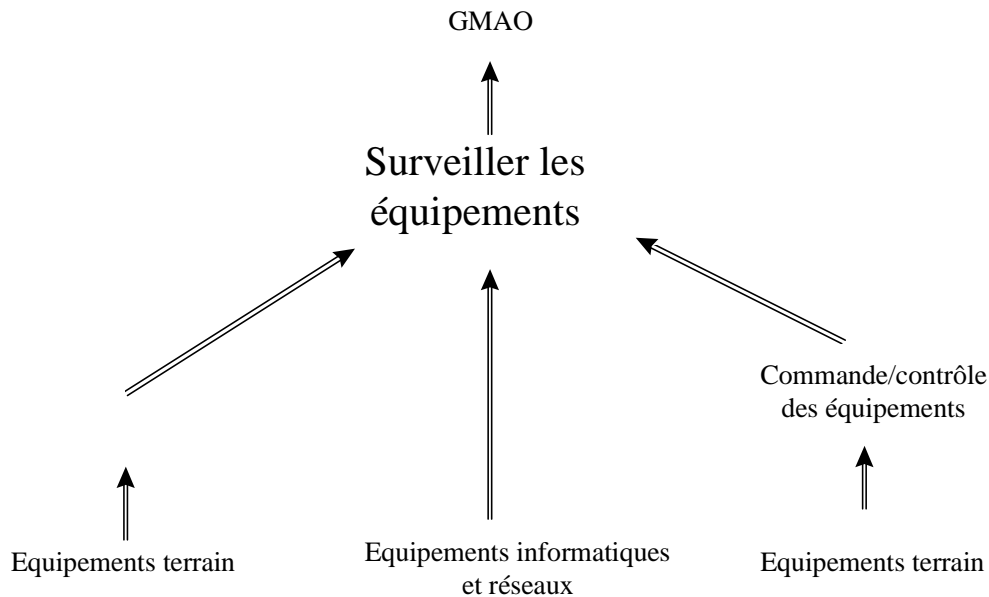 GMAO
Surveiller les
équipements
Commande/contrôle
des équipements
Equipements terrain
Equipements informatiques
et réseaux
Equipements terrain